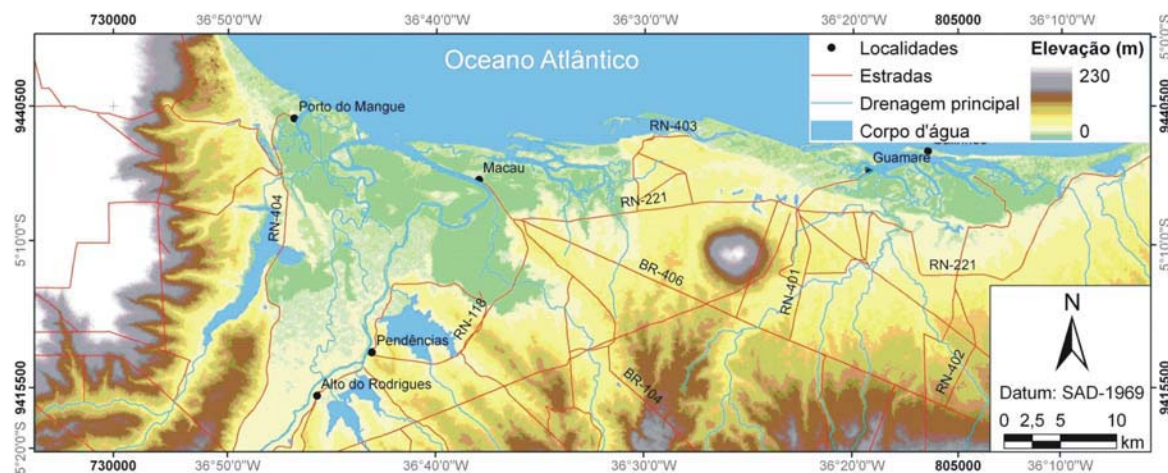 730000 36°50'0"W 36°40'0"W 36°30'0"W 36°20'0"W 805000 36°10'0"W
5°0'0"S
Oceano Atlântico
Localidades
Estradas
Drenagem principal
Corpo d'água
Elevação (m)
230
0
9440500
9440500
Porto do Mangue
RN-403
Guamaré
Macau
RN-404
RN-221
5°10'0"S
5°10'0"S
BR-406
RN-401
RN-221
RN-118
Pendências
Alto do Rodrigues
BR-104
RN-402
N
Datum: SAD-1969
0 2,5 5 10
km
9415500
9415500
5°20'0"S
5°20'0"S
730000 36°50'0"W 36°40'0"W 36°30'0"W 36°20'0"W 805000 36°10'0"W